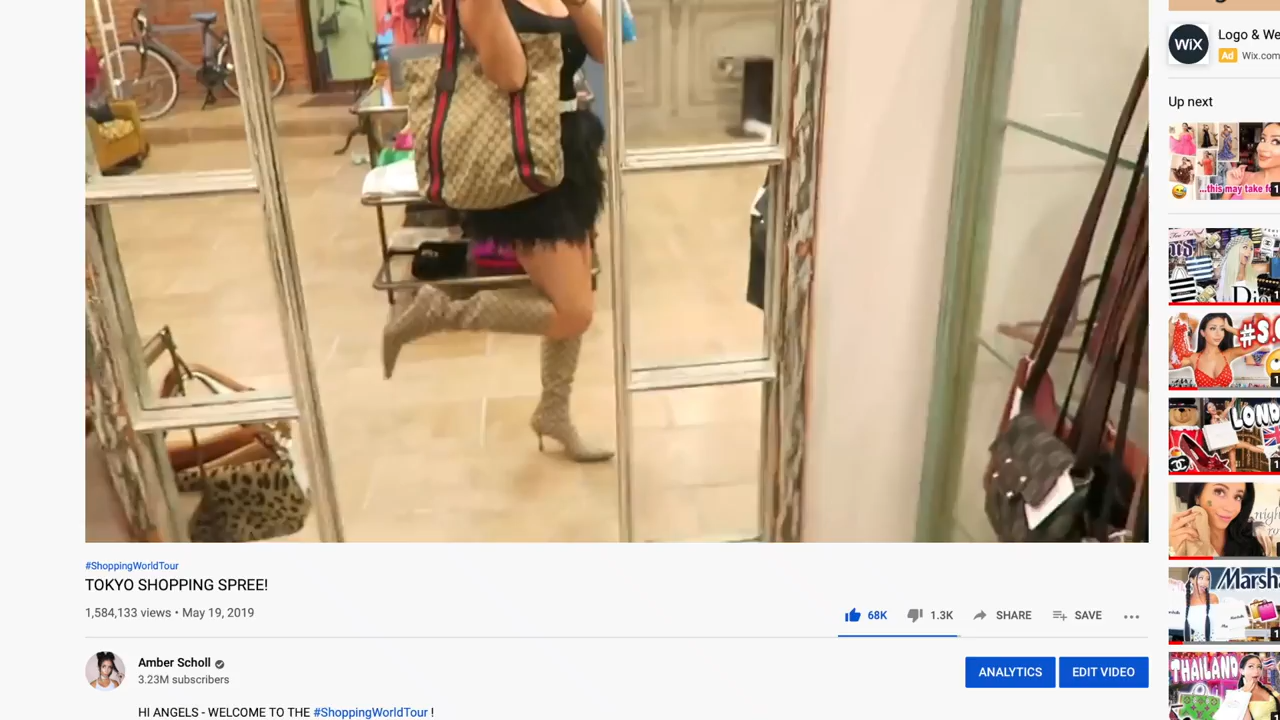 WiX
Logo & We
Ad Wix.com
Up next
...this may take fo
#S.
LOND
Marsha
THAILAND
#ShoppingWorldTour
TOKYO SHOPPING SPREE!
1,584,133 views • May 19, 2019
68K 1.3K SHARE SAVE
Amber Scholl
3.23M subscribers
ANALYTICS EDIT VIDEO
HI ANGELS - WELCOME TO THE #ShoppingWorldTour !